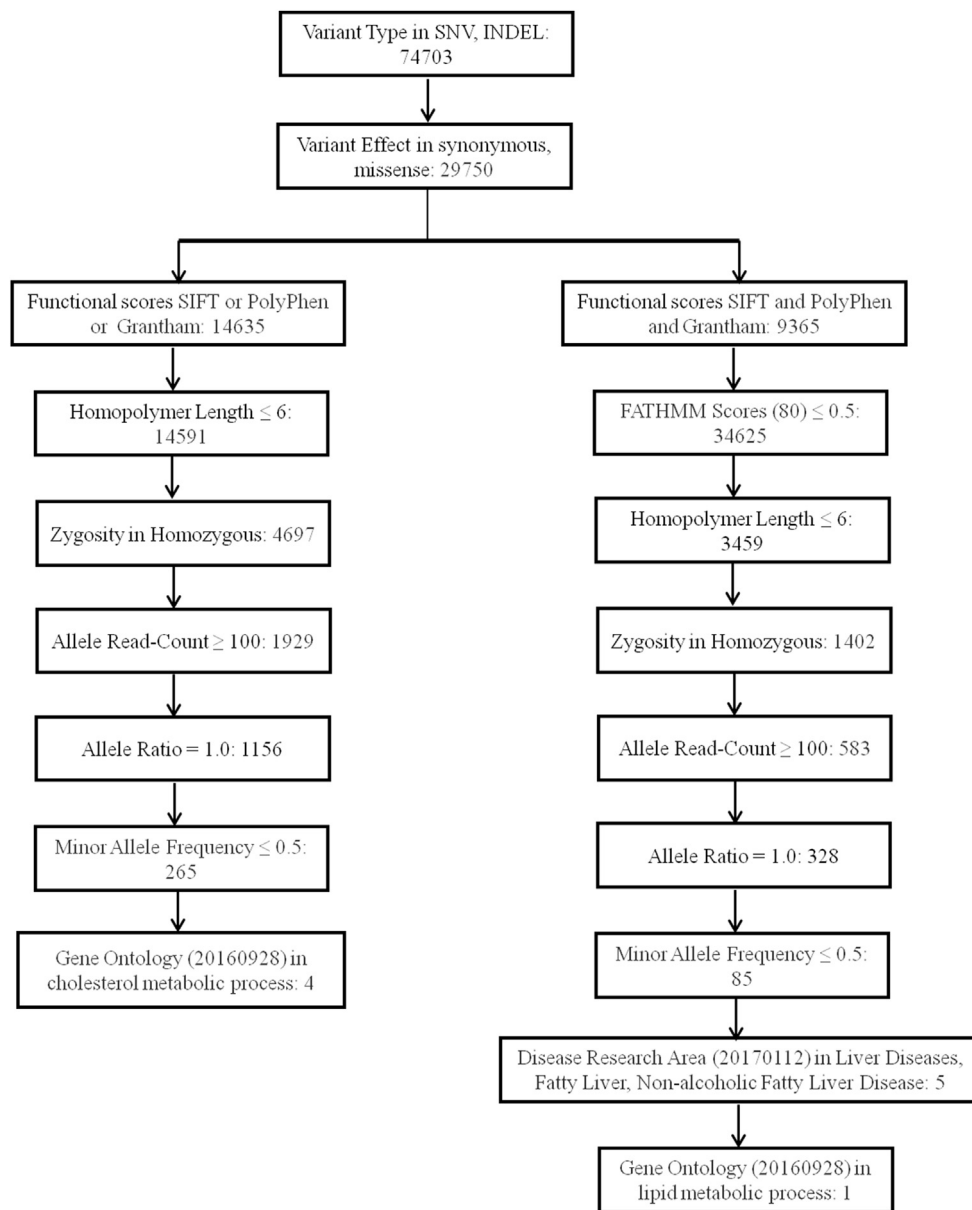 Variant Type in SNV, INDEL:
74703
Variant Effect in synonymous,
missense: 29750
Functional scores SIFT or PolyPhen
or Grantham: 14635
Homopolymer Length ≤ 6:
14591
Zygosity in Homozygous: 4697
Allele Read-Count ≥ 100: 1929
Allele Ratio = 1.0: 1156
Minor Allele Frequency ≤ 0.5:
265
Gene Ontology (20160928) in
cholesterol metabolic process: 4
Functional scores SIFT and PolyPhen
and Grantham: 9365
FATHMM Scores (80) ≤ 0.5:
34625
Homopolymer Length ≤ 6:
3459
Zygosity in Homozygous: 1402
Allele Read-Count ≥ 100: 583
Allele Ratio = 1.0: 328
Minor Allele Frequency ≤ 0.5:
85
Disease Research Area (20170112) in Liver Diseases,
Fatty Liver, Non-alcoholic Fatty Liver Disease: 5
Gene Ontology (20160928) in
lipid metabolic process: 1